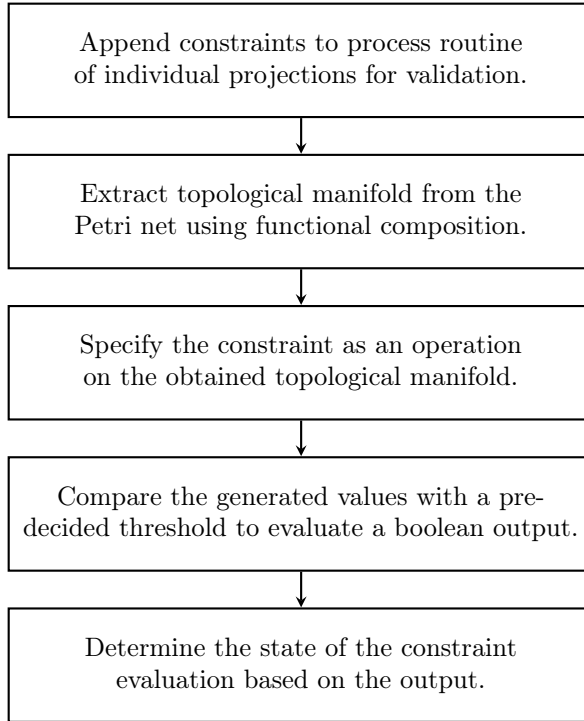 Append constraints to process routine
of individual projections for validation.
Extract topological manifold from the
Petri net using functional composition.
Specify the constraint as an operation
on the obtained topological manifold.
Compare the generated values with a pre-
decided threshold to evaluate a boolean output.
Determine the state of the constraint
evaluation based on the output.